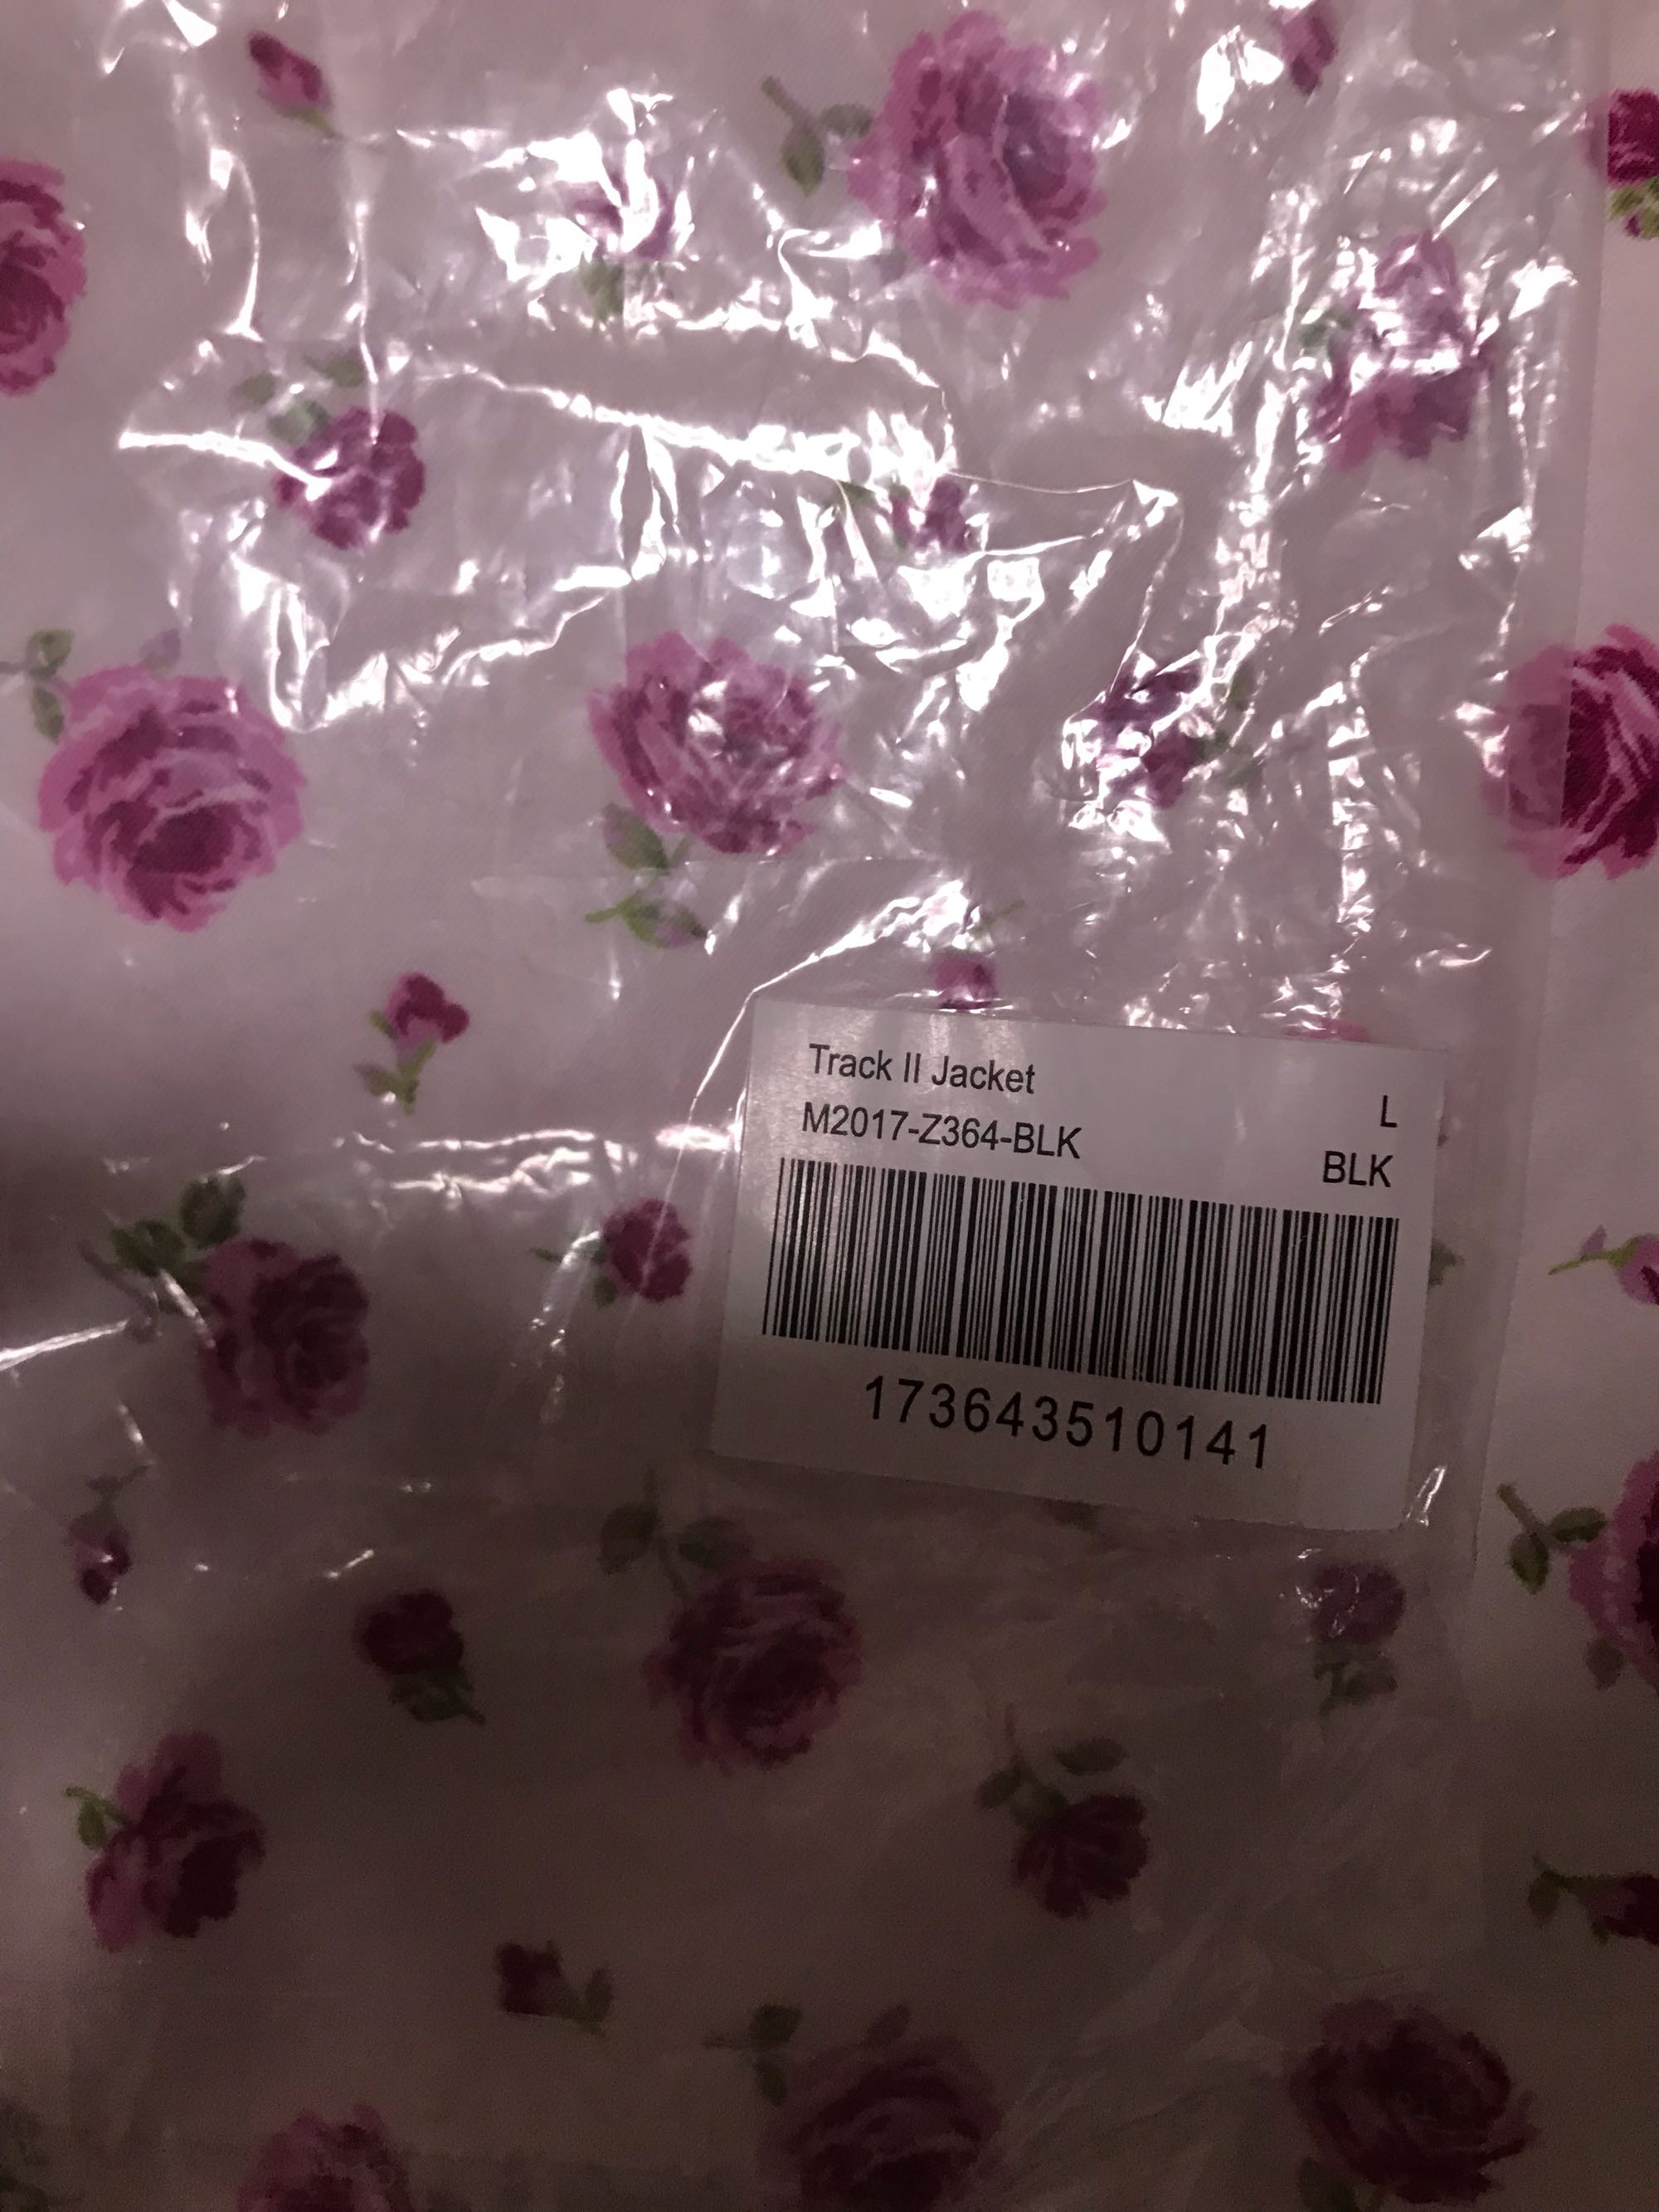 Track II Jacket
L
M2017-Z364-BLK
BLK
173643510141